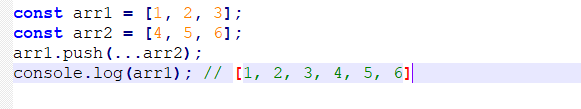 const arr1 = [1, 2, 3];
const arr2 = [4, 5, 6];
arr1.push(...arr2);
console.log(arr1); // [1, 2, 3, 4, 5, 6]